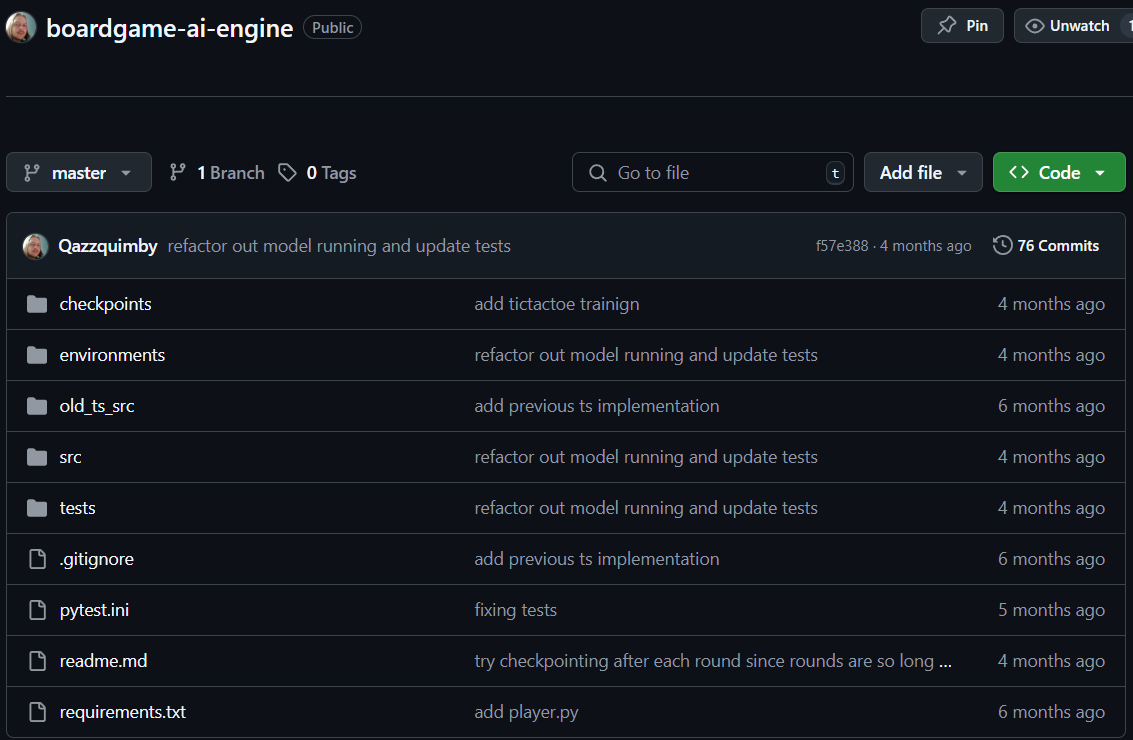 boardgame-ai-engine Public Pin Unwatch 1
master 1 Branch 0 Tags Go to file t Add file Code
Qazzquimby refactor out model running and update tests f57e388 · 4 months ago 76 Commits
checkpoints add tictactoe trainign 4 months ago
environments refactor out model running and update tests 4 months ago
old_ts_src add previous ts implementation 6 months ago
src refactor out model running and update tests 4 months ago
tests refactor out model running and update tests 4 months ago
.gitignore add previous ts implementation 6 months ago
pytest.ini fixing tests 5 months ago
readme.md try checkpointing after each round since rounds are so long ... 4 months ago
requirements.txt add player.py 6 months ago